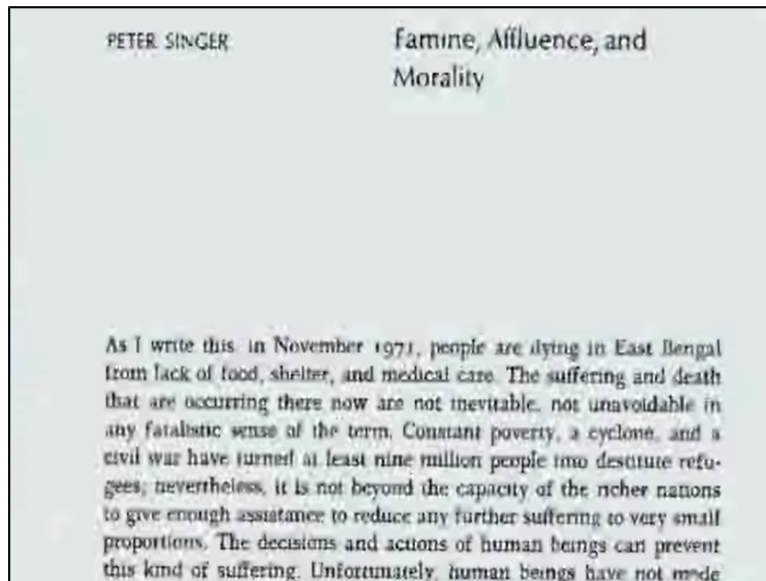 PETER SINGER
Famine, Affluence, and
Morality
As I write this, in November 1971, people are dying in East Bengal
from lack of food, shelter, and medical care. The suffering and death
that are occurring there now are not inevitable, not unavoidable in
any fatalistic sense of the term. Constant poverty, a cyclone, and a
civil war have turned at least nine million people into destitute refu-
gees; nevertheless, it is not beyond the capacity of the richer nations
to give enough assistance to reduce any further suffering to very small
proportions. The decisions and actions of human beings can prevent
this kind of suffering. Unfortunately, human beings have not made